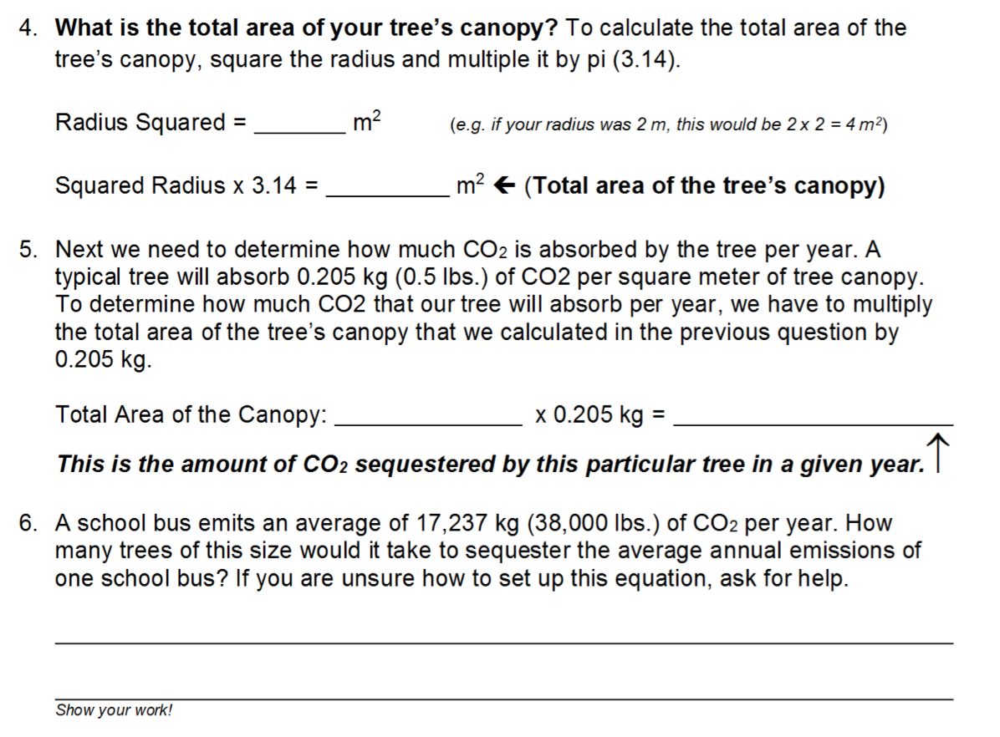 4. What is the total area of your tree's canopy? To calculate the total area of the
tree's canopy, square the radius and multiple it by pi (3.14).
Radius Squared = _______ m² (e.g. if your radius was 2 m, this would be 2 x 2 = 4 m²)
Squared Radius x 3.14 = _________ m² ← (Total area of the tree's canopy)
5. Next we need to determine how much CO₂ is absorbed by the tree per year. A
typical tree will absorb 0.205 kg (0.5 lbs.) of CO2 per square meter of tree canopy.
To determine how much CO2 that our tree will absorb per year, we have to multiply
the total area of the tree's canopy that we calculated in the previous question by
0.205 kg.
Total Area of the Canopy: ______________ x 0.205 kg = _____________________
This is the amount of CO₂ sequestered by this particular tree in a given year. ↑
6. A school bus emits an average of 17,237 kg (38,000 lbs.) of CO₂ per year. How
many trees of this size would it take to sequester the average annual emissions of
one school bus? If you are unsure how to set up this equation, ask for help.
Show your work!